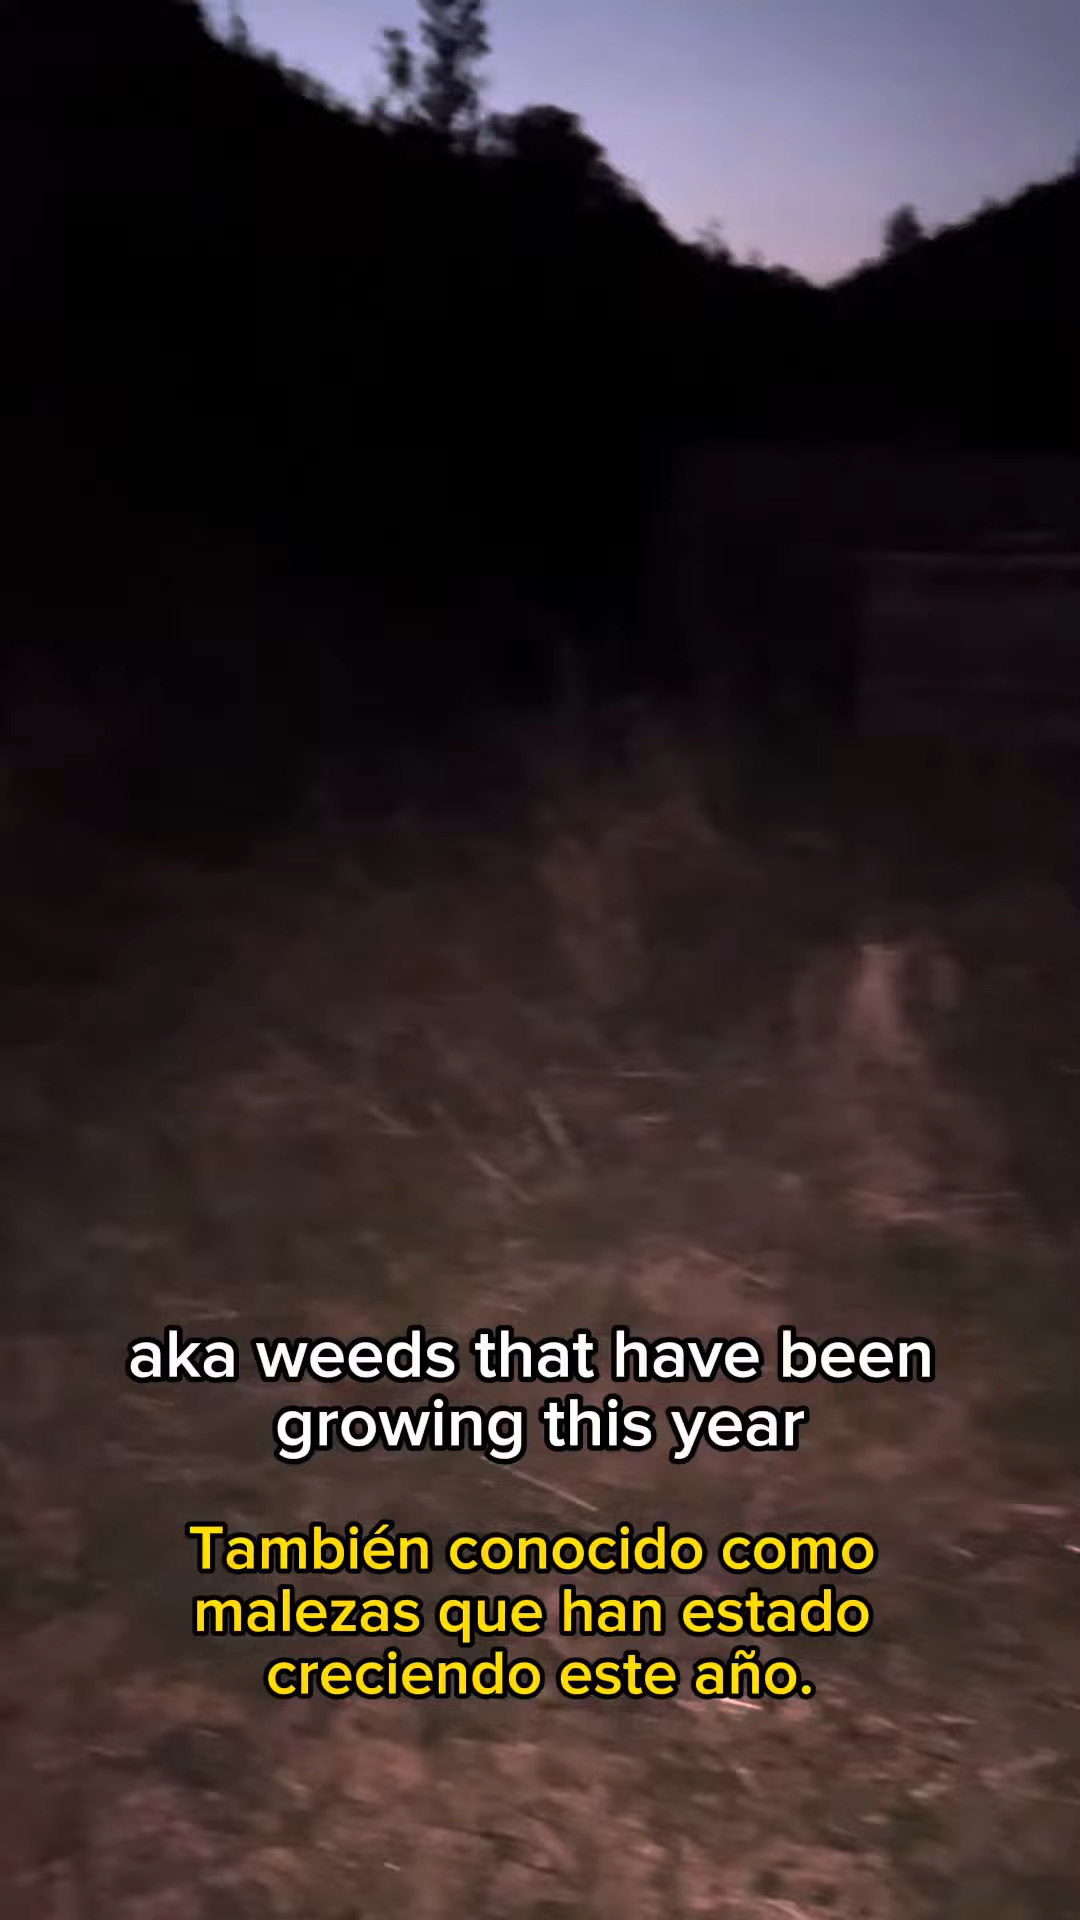 aka weeds that have been
growing this year
También conocido como
malezas que han estado
creciendo este año.